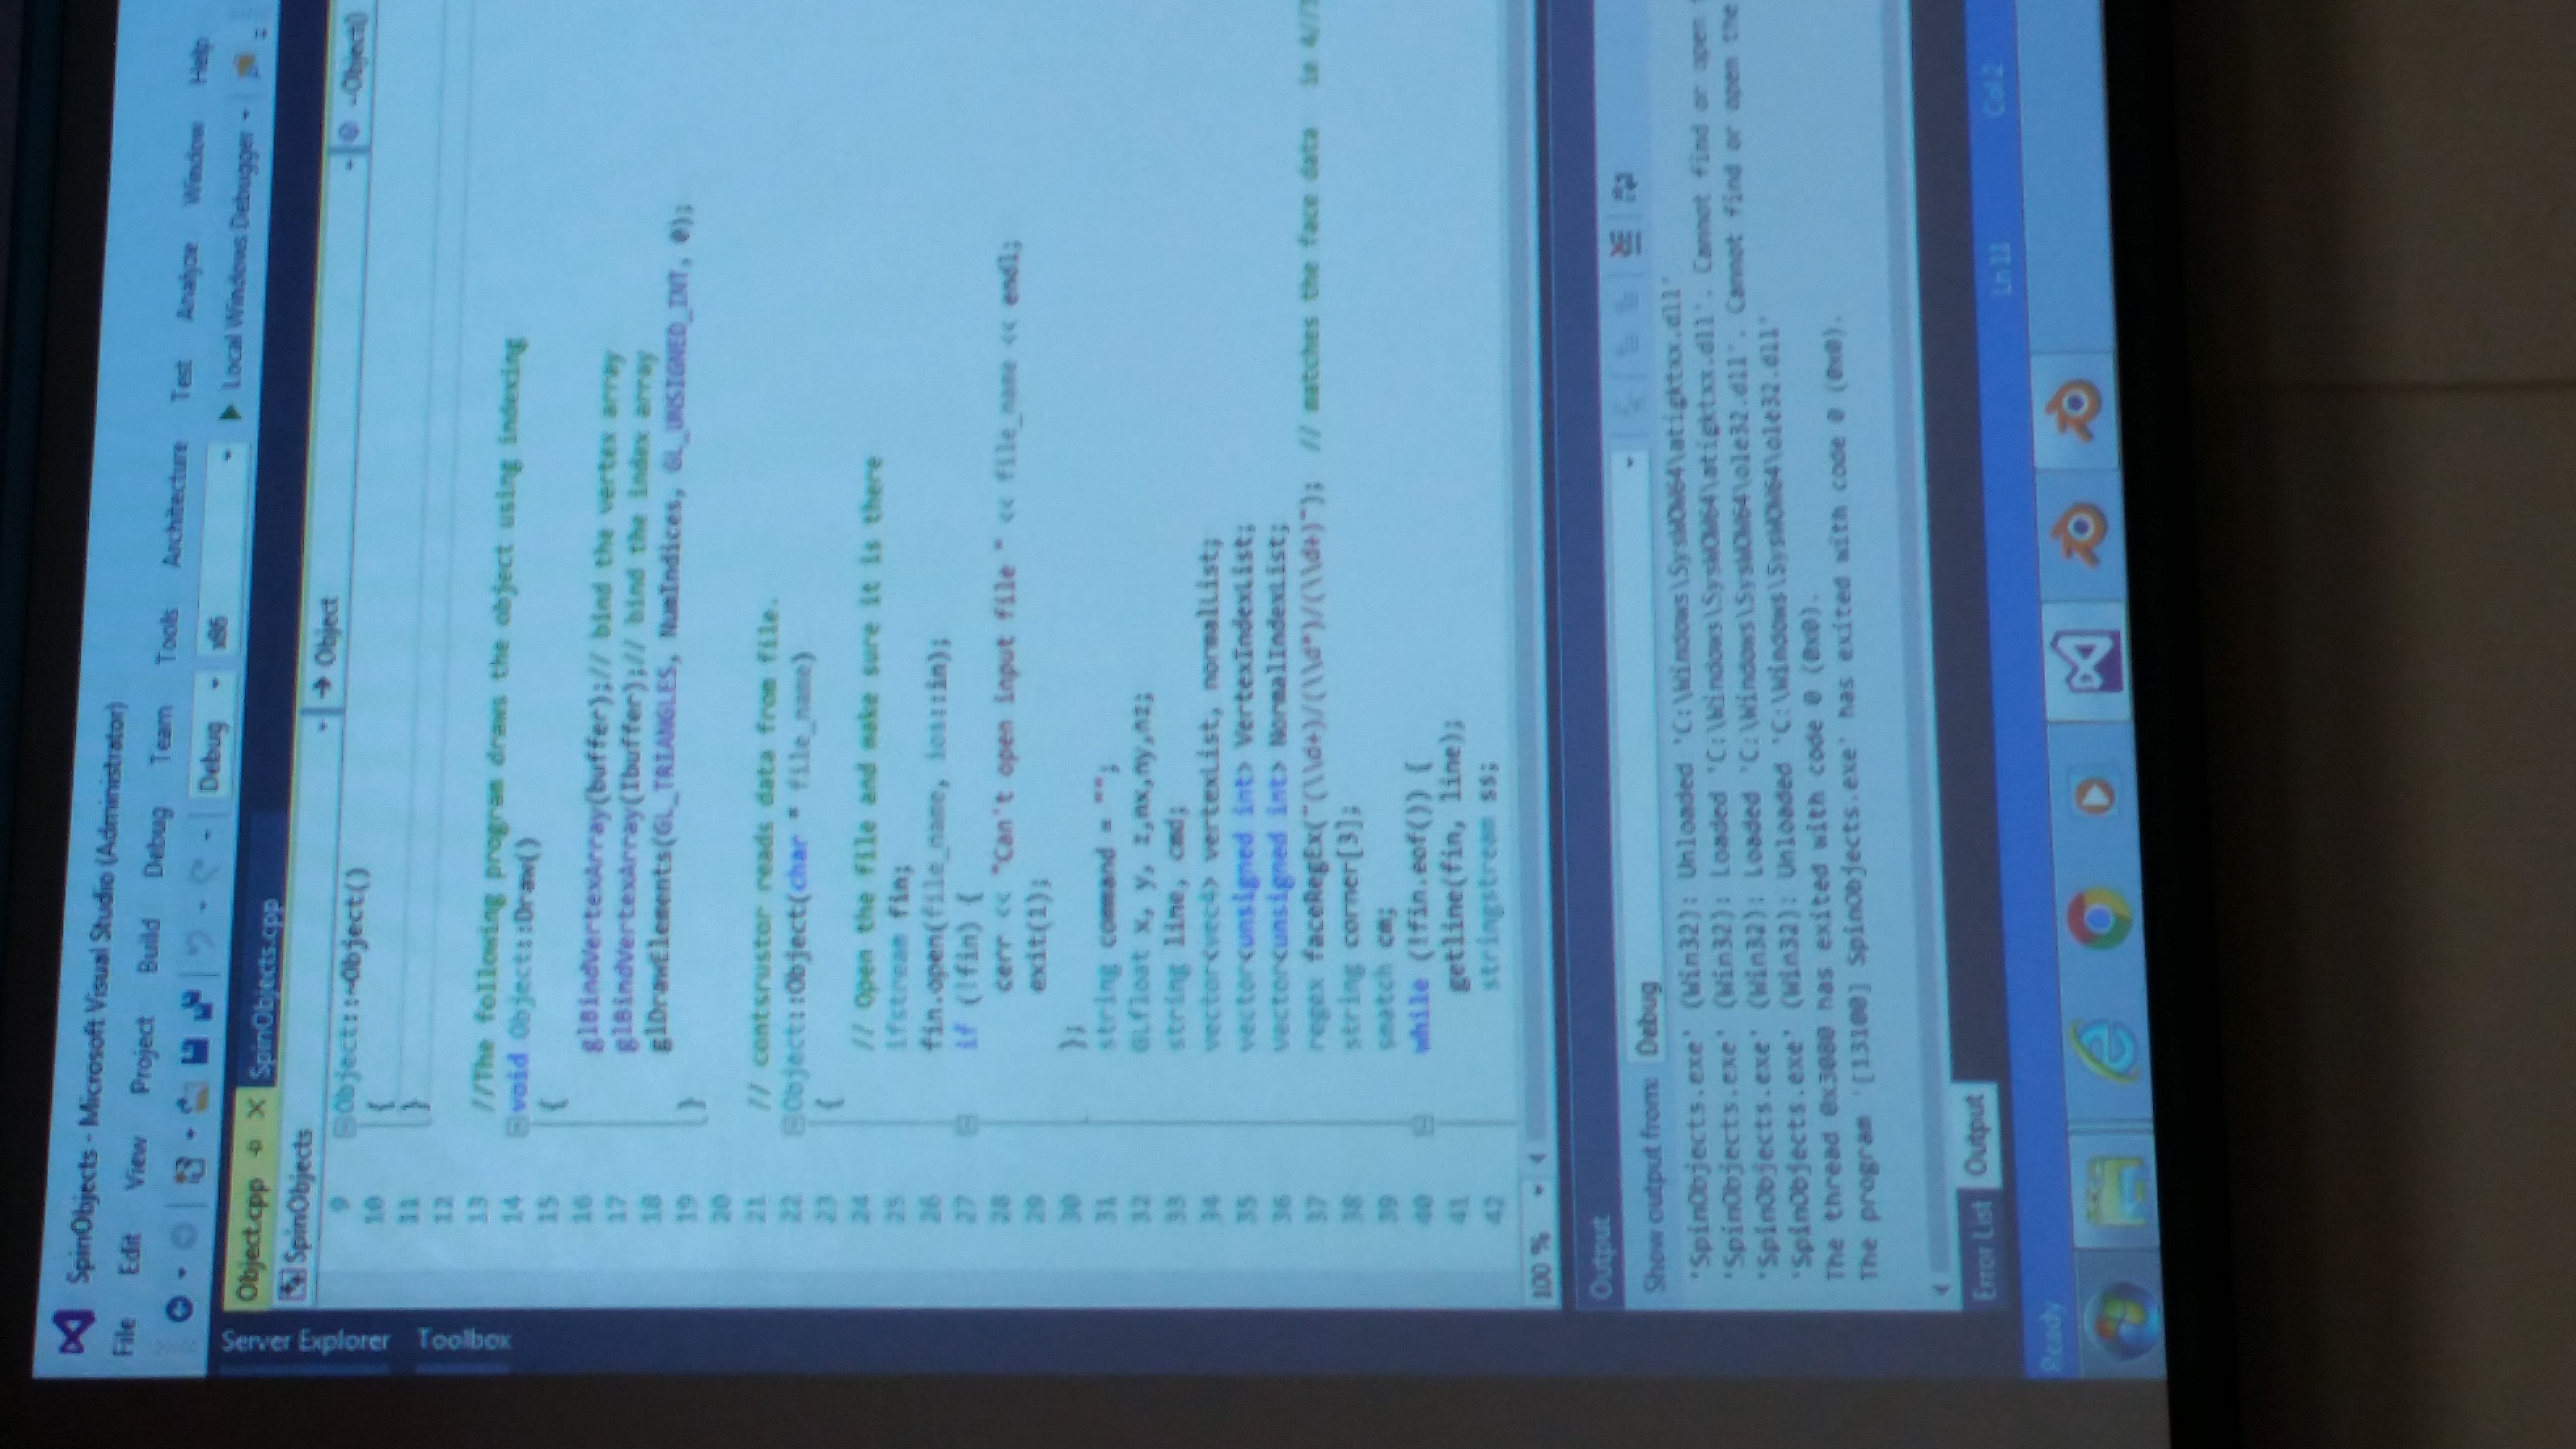 SpinObjects - Microsoft Visual Studio (Administrator)
File Edit View Project Build Debug Team Tools Architecture Test Analyze Window Help
Debug x86 Local Windows Debugger
Server Explorer
Toolbox
Object.cpp SpinObjects.cpp
SpinObjects Object ~Object()
9 Object::~Object()
10 {
11 }
12
13 //The following program draws the object using indexing
14 void Object::Draw()
15 {
16 glBindVertexArray(buffer);// bind the vertex array
17 glBindVertexArray(Ibuffer);// bind the index array
18 glDrawElements(GL_TRIANGLES, NumIndices, GL_UNSIGNED_INT, 0);
19 }
20
21 // contsrustor reads data from file.
22 Object::Object(char * file_name)
23 {
24 // Open the file and make sure it is there
25 ifstream fin;
26 fin.open(file_name, ios::in);
27 if (!fin) {
28 cerr << "Can't open input file " << file_name << endl;
29 exit(1);
30 };
31 string command = "";
32 GLfloat x, y, z,nx,ny,nz;
33 string line, cmd;
34 vector<vec4> vertexList, normalList;
35 vector<unsigned int> VertexIndexList;
36 vector<unsigned int> NormalIndexList;
37 regex faceRegEx("(\\d+)/(\\d*)/(\\d+)"); // matches the face data ie 4//
38 string corner[3];
39 smatch cm;
40 while (!fin.eof()) {
41 getline(fin, line);
42 stringstream ss;
100 %
Output
Show output from: Debug
'SpinObjects.exe' (Win32): Unloaded 'C:\Windows\SysWOW64\atigktxx.dll'
'SpinObjects.exe' (Win32): Loaded 'C:\Windows\SysWOW64\atigktxx.dll'. Cannot find or open
'SpinObjects.exe' (Win32): Loaded 'C:\Windows\SysWOW64\ole32.dll'. Cannot find or open the
'SpinObjects.exe' (Win32): Unloaded 'C:\Windows\SysWOW64\ole32.dll'
The thread 0x3080 has exited with code 0 (0x0).
The program '[13100] SpinObjects.exe' has exited with code 0 (0x0).
Error List Output
Ready Ln 11 Col 2